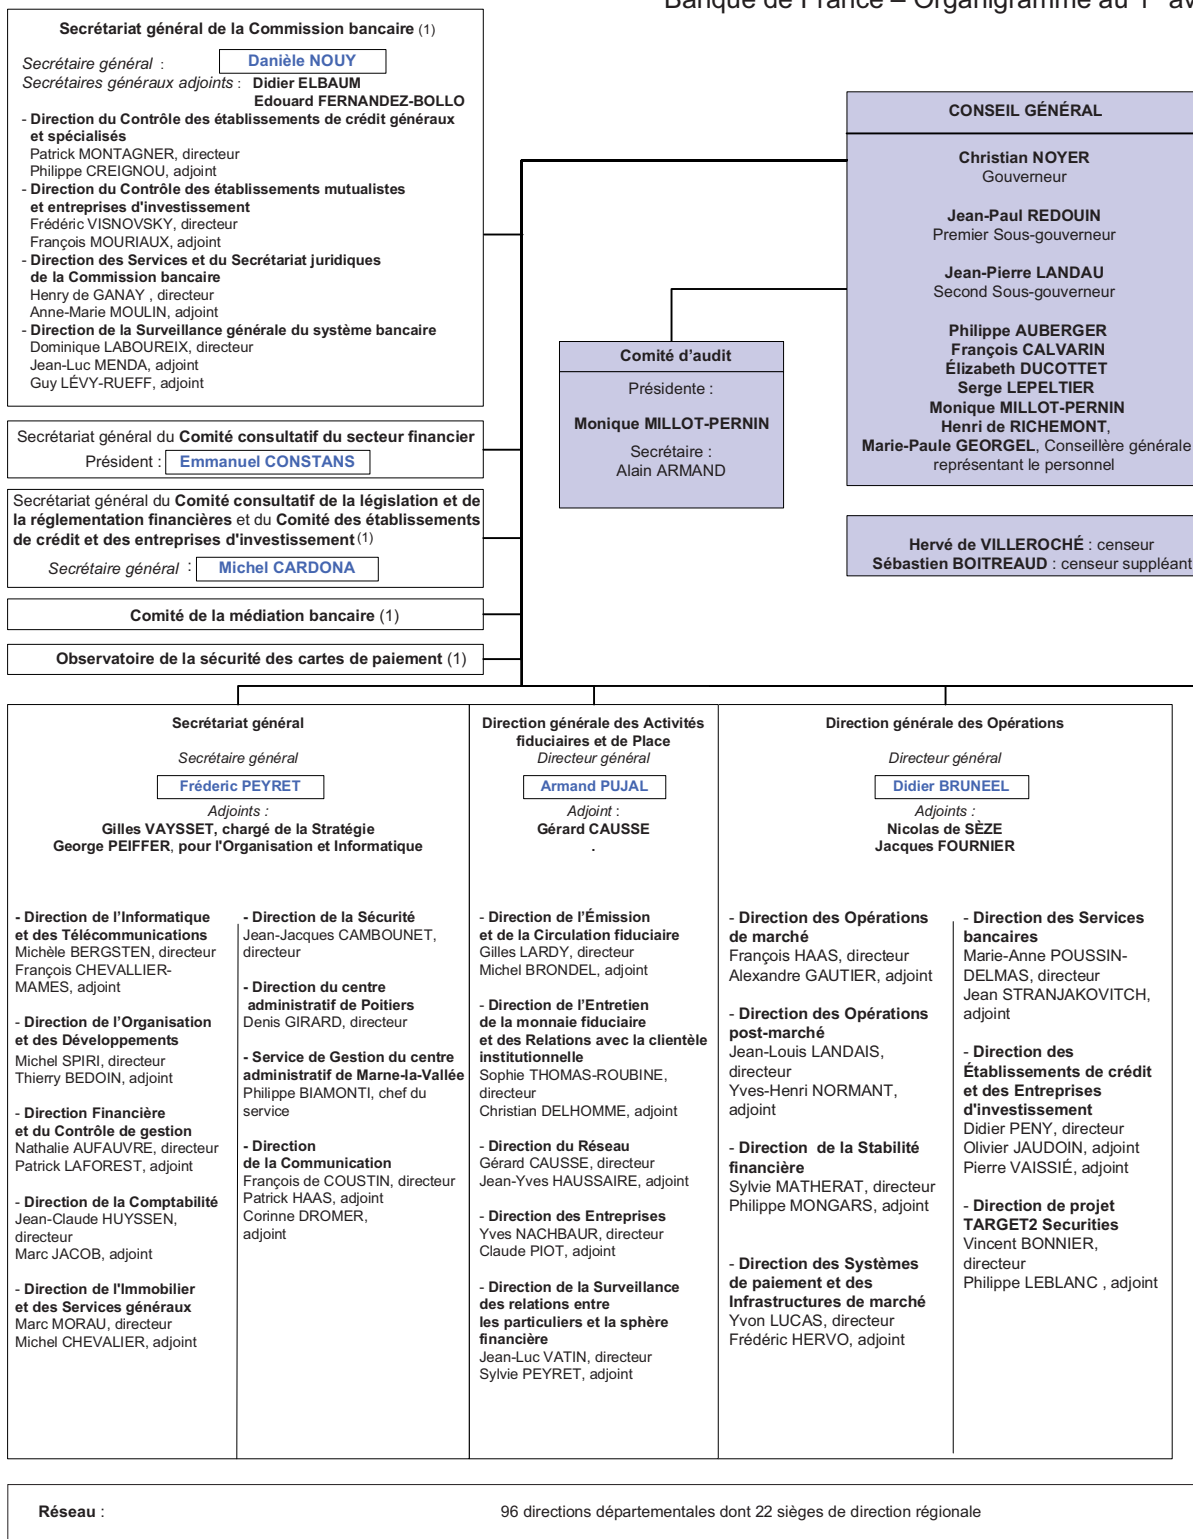 Banque de France – Organigramme au 1
Secrétariat général de la Commission bancaire (1)
Secrétaire général :
Danièle NOUY
Secrétaires généraux adjoints : Didier ELBAUM
Edouard FERNANDEZ-BOLLO
- Direction du Contrôle des établissements de crédit généraux
et spécialisés
Patrick MONTAGNER, directeur
Philippe CREIGNOU, adjoint
- Direction du Contrôle des établissements mutualistes
et entreprises d'investissement
Frédéric VISNOVSKY, directeur
François MOURIAUX, adjoint
- Direction des Services et du Secrétariat juridiques
de la Commission bancaire
Henry de GANAY , directeur
Anne-Marie MOULIN, adjoint
- Direction de la Surveillance générale du système bancaire
Dominique LABOUREIX, directeur
Jean-Luc MENDA, adjoint
Guy LÉVY-RUEFF, adjoint
Secrétariat général du Comité consultatif du secteur financier
Président : Emmanuel CONSTANS
Secrétariat général du Comité consultatif de la législation et de
la réglementation financières et du Comité des établissements
de crédit et des entreprises d'investissement (1)
Secrétaire général : Michel CARDONA
Comité de la médiation bancaire (1)
Observatoire de la sécurité des cartes de paiement (1)
Comité d'audit
Présidente :
Monique MILLOT-PERNIN
Secrétaire :
Alain ARMAND
CONSEIL GÉNÉRAL
Christian NOYER
Gouverneur
Jean-Paul REDOUIN
Premier Sous-gouverneur
Jean-Pierre LANDAU
Second Sous-gouverneur
Philippe AUBERGER
François CALVARIN
Élizabeth DUCOTTET
Serge LEPELTIER
Monique MILLOT-PERNIN
Henri de RICHEMONT,
Marie-Paule GEORGEL, Conseillère générale
représentant le personnel
Hervé de VILLEROCHÉ : censeur
Sébastien BOITREAUD : censeur suppléant
Secrétariat général
Secrétaire général
Fréderic PEYRET
Adjoints :
Gilles VAYSSET, chargé de la Stratégie
George PEIFFER, pour l'Organisation et Informatique
- Direction de l'Informatique
et des Télécommunications
Michèle BERGSTEN, directeur
François CHEVALLIER-
MAMES, adjoint
- Direction de l'Organisation
et des Développements
Michel SPIRI, directeur
Thierry BEDOIN, adjoint
- Direction Financière
et du Contrôle de gestion
Nathalie AUFAUVRE, directeur
Patrick LAFOREST, adjoint
- Direction de la Comptabilité
Jean-Claude HUYSSEN,
directeur
Marc JACOB, adjoint
- Direction de l'Immobilier
et des Services généraux
Marc MORAU, directeur
Michel CHEVALIER, adjoint
- Direction de la Sécurité
Jean-Jacques CAMBOUNET,
directeur
- Direction du centre
administratif de Poitiers
Denis GIRARD, directeur
- Service de Gestion du centre
administratif de Marne-la-Vallée
Philippe BIAMONTI, chef du
service
- Direction
de la Communication
François de COUSTIN, directeur
Patrick HAAS, adjoint
Corinne DROMER,
adjoint
Direction générale des Activités
fiduciaires et de Place
Directeur général
Armand PUJAL
Adjoint :
Gérard CAUSSE
.
- Direction de l'Émission
et de la Circulation fiduciaire
Gilles LARDY, directeur
Michel BRONDEL, adjoint
- Direction de l'Entretien
de la monnaie fiduciaire
et des Relations avec la clientèle
institutionnelle
Sophie THOMAS-ROUBINE,
directeur
Christian DELHOMME, adjoint
- Direction du Réseau
Gérard CAUSSE, directeur
Jean-Yves HAUSSAIRE, adjoint
- Direction des Entreprises
Yves NACHBAUR, directeur
Claude PIOT, adjoint
- Direction de la Surveillance
des relations entre
les particuliers et la sphère
financière
Jean-Luc VATIN, directeur
Sylvie PEYRET, adjoint
Direction générale des Opérations
Directeur général
Didier BRUNEEL
Adjoints :
Nicolas de SÈZE
Jacques FOURNIER
- Direction des Opérations
de marché
François HAAS, directeur
Alexandre GAUTIER, adjoint
- Direction des Opérations
post-marché
Jean-Louis LANDAIS,
directeur
Yves-Henri NORMANT,
adjoint
- Direction de la Stabilité
financière
Sylvie MATHERAT, directeur
Philippe MONGARS, adjoint
- Direction des Systèmes
de paiement et des
Infrastructures de marché
Yvon LUCAS, directeur
Frédéric HERVO, adjoint
- Direction des Services
bancaires
Marie-Anne POUSSIN-
DELMAS, directeur
Jean STRANJAKOVITCH,
adjoint
- Direction des
Établissements de crédit
et des Entreprises
d'investissement
Didier PENY, directeur
Olivier JAUDOIN, adjoint
Pierre VAISSIÉ, adjoint
- Direction de projet
TARGET2 Securities
Vincent BONNIER,
directeur
Philippe LEBLANC , adjoint
Réseau :
96 directions départementales dont 22 sièges de direction régionale